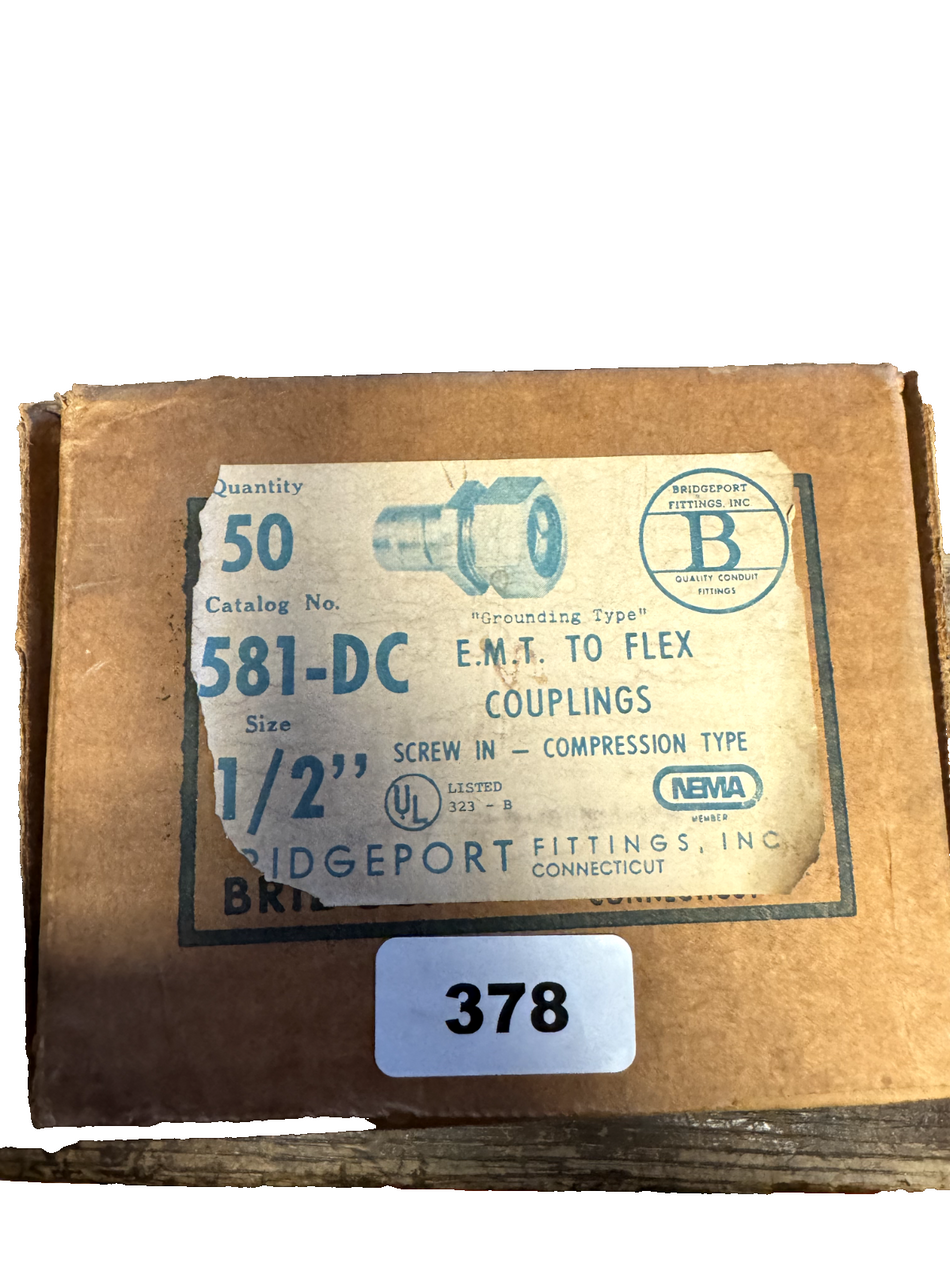 Quantity
50
Catalog No.
581-DC
Size
1/2”
BRIDGEPORT
FITTINGS, INC
B
QUALITY CONDUIT
FITTINGS
"Grounding Type"
E.M.T. TO FLEX
COUPLINGS
SCREW IN — COMPRESSION TYPE
UL
LISTED
323 - B
NEMA
MEMBER
BRIDGEPORT FITTINGS, INC
CONNECTICUT
378